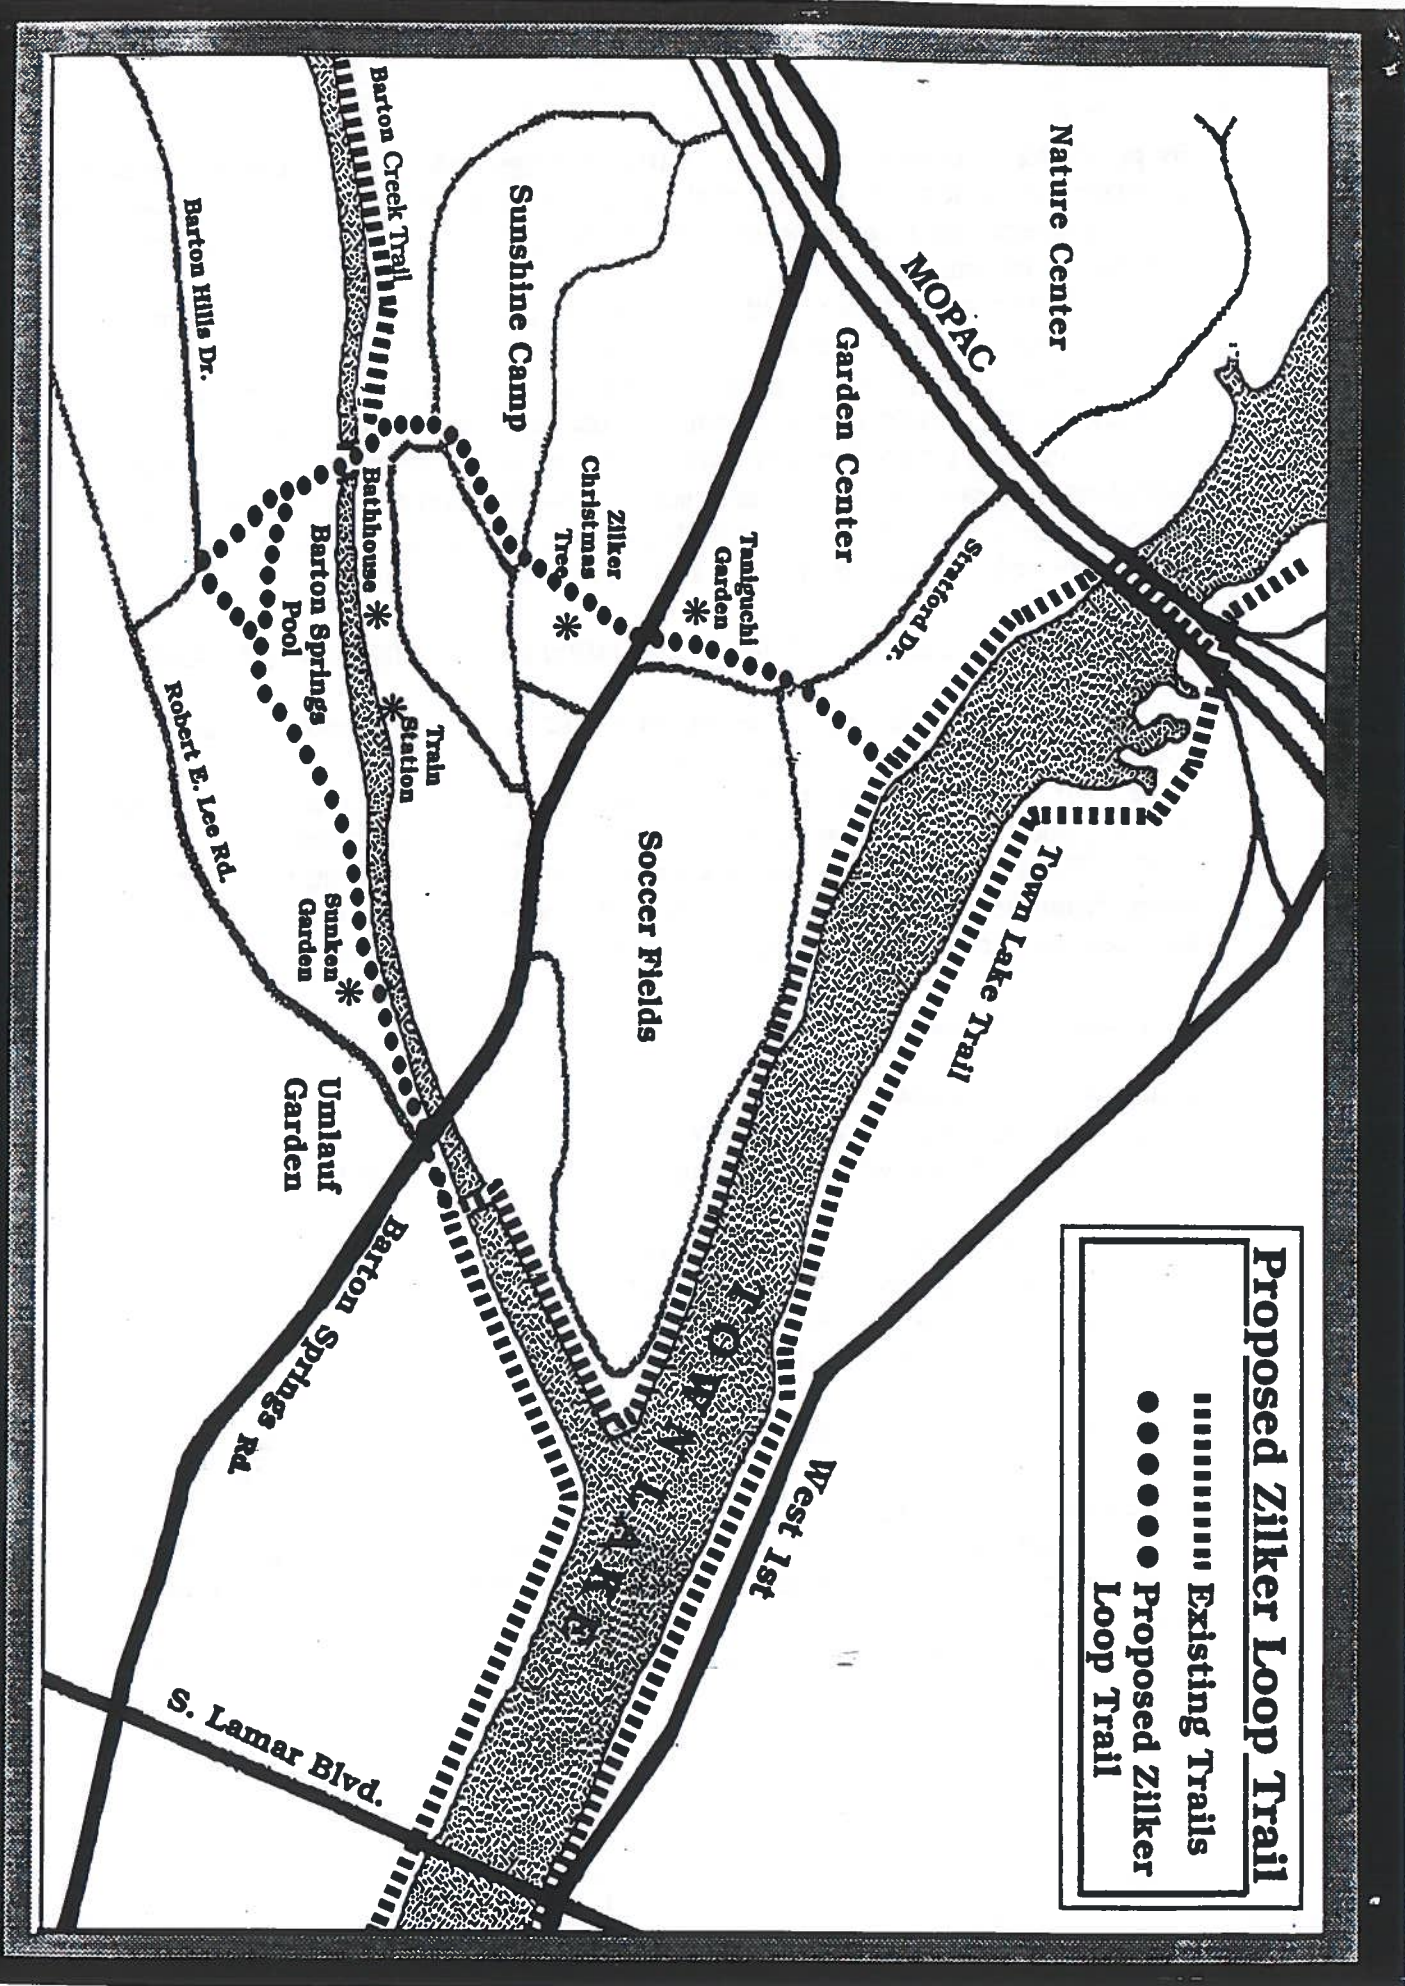 Proposed Zilker Loop Trail
Existing Trails
Proposed Zilker
Loop Trail
Nature Center
MOPAC
Garden Center
Stratford Dr.
Taniguchi
Garden
Zilker
Christmas
Tree
Sunshine Camp
Barton Creek Trail
Barton Hills Dr.
Bathhouse
Barton Springs
Pool
Train
Station
Robert E. Lee Rd.
Sunken
Garden
Umlauf
Garden
Soccer Fields
Town Lake Trail
TOWN LAKE
West 1st
Barton Springs Rd.
S. Lamar Blvd.